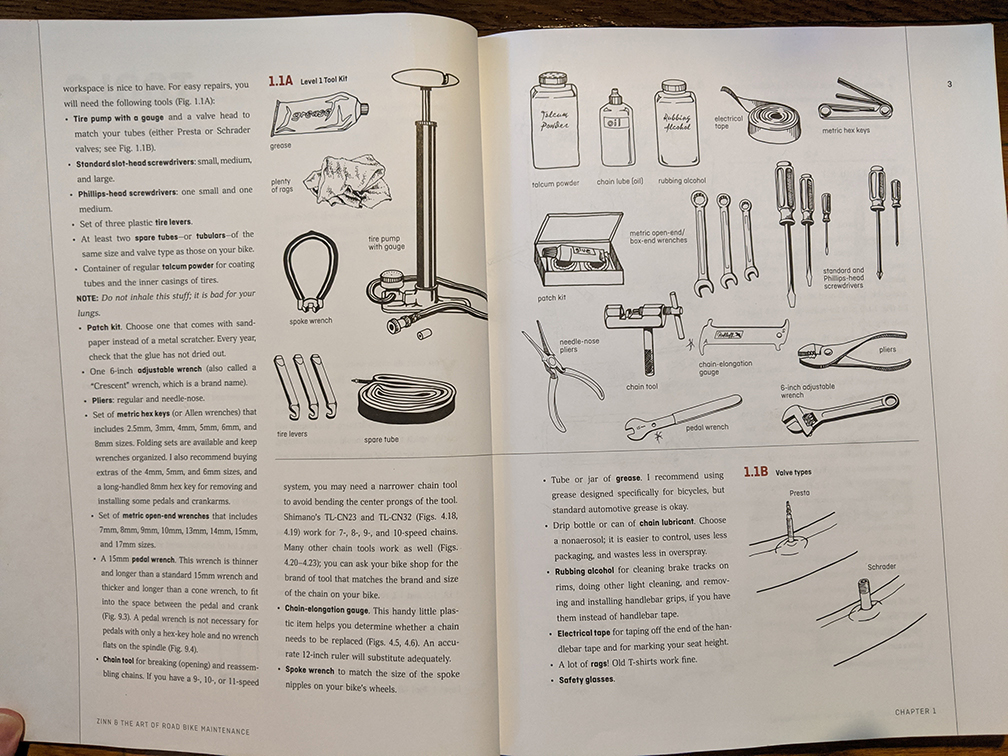 workspace is nice to have. For easy repairs, you
will need the following tools (Fig. 1.1A):
• Tire pump with a gauge and a valve head to
match your tubes (either Presta or Schrader
valves; see Fig. 1.1B).
• Standard slot-head screwdrivers: small, medium,
and large.
• Phillips-head screwdrivers: one small and one
medium.
• Set of three plastic tire levers.
• At least two spare tubes—or tubulars—of the
same size and valve type as those on your bike.
• Container of regular talcum powder for coating
tubes and the inner casings of tires.
NOTE: Do not inhale this stuff; it is bad for your
lungs.
• Patch kit. Choose one that comes with sand-
paper instead of a metal scratcher. Every year,
check that the glue has not dried out.
• One 6-inch adjustable wrench (also called a
"Crescent" wrench, which is a brand name).
• Pliers: regular and needle-nose.
• Set of metric hex keys (or Allen wrenches) that
includes 2.5mm, 3mm, 4mm, 5mm, 6mm, and
8mm sizes. Folding sets are available and keep
wrenches organized. I also recommend buying
extras of the 4mm, 5mm, and 6mm sizes, and
a long-handled 8mm hex key for removing and
installing some pedals and crankarms.
• Set of metric open-end wrenches that includes
7mm, 8mm, 9mm, 10mm, 13mm, 14mm, 15mm,
and 17mm sizes.
• A 15mm pedal wrench. This wrench is thinner
and longer than a standard 15mm wrench and
thicker and longer than a cone wrench, to fit
into the space between the pedal and crank
(Fig. 9.3). A pedal wrench is not necessary for
pedals with only a hex-key hole and no wrench
flats on the spindle (Fig. 9.4).
• Chain tool for breaking (opening) and reassem-
bling chains. If you have a 9-, 10-, or 11-speed
ZINN & THE ART OF ROAD BIKE MAINTENANCE
1.1A Level 1 Tool Kit
grease
grease
plenty
of rags
tire pump
with gauge
spoke wrench
tire levers
spare tube
system, you may need a narrower chain tool
to avoid bending the center prongs of the tool.
Shimano's TL-CN23 and TL-CN32 (Figs. 4.18,
4.19) work for 7-, 8-, 9-, and 10-speed chains.
Many other chain tools work as well (Figs.
4.20–4.23); you can ask your bike shop for the
brand of tool that matches the brand and size
of the chain on your bike.
• Chain-elongation gauge. This handy little plas-
tic item helps you determine whether a chain
needs to be replaced (Figs. 4.5, 4.6). An accu-
rate 12-inch ruler will substitute adequately.
• Spoke wrench to match the size of the spoke
nipples on your bike's wheels.
3
Talcum
Powder
oil
Rubbing
Alcohol
electrical
tape
metric hex keys
talcum powder
chain lube (oil)
rubbing alcohol
glue
metric open-end/
box-end wrenches
standard and
Phillips-head
screwdrivers
patch kit
needle-nose
pliers
chain tool
chain-elongation
gauge
pliers
6-inch adjustable
wrench
pedal wrench
• Tube or jar of grease. I recommend using
grease designed specifically for bicycles, but
standard automotive grease is okay.
• Drip bottle or can of chain lubricant. Choose
a nonaerosol; it is easier to control, uses less
packaging, and wastes less in overspray.
• Rubbing alcohol for cleaning brake tracks on
rims, doing other light cleaning, and remov-
ing and installing handlebar grips, if you have
them instead of handlebar tape.
• Electrical tape for taping off the end of the han-
dlebar tape and for marking your seat height.
• A lot of rags! Old T-shirts work fine.
• Safety glasses.
1.1B Valve types
Presta
Schrader
CHAPTER 1